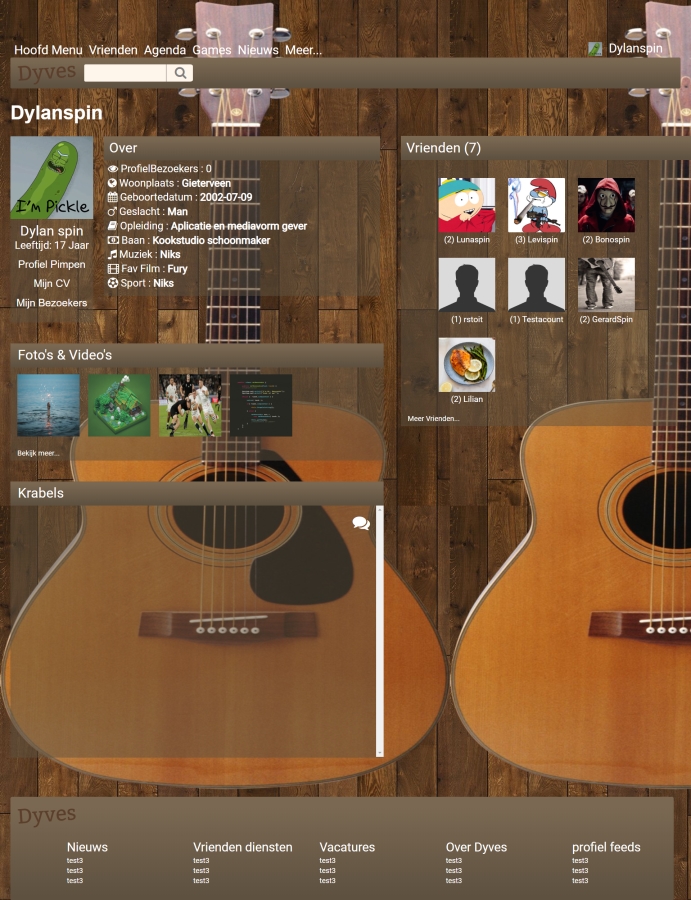 Hoofd Menu Vrienden Agenda Games Nieuws Meer...
Dylanspin
Dyves
Dylanspin
I'm Pickle
Dylan spin
Leeftijd: 17 Jaar
Profiel Pimpen
Mijn CV
Mijn Bezoekers
Over
ProfielBezoekers : 0
Woonplaats : Gieterveen
Geboortedatum : 2002-07-09
Geslacht : Man
Opleiding : Aplicatie en mediavorm gever
Baan : Kookstudio schoonmaker
Muziek : Niks
Fav Film : Fury
Sport : Niks
Vrienden (7)
(2) Lunaspin
(3) Levispin
(2) Bonospin
(1) rstoit
(1) Testacount
(2) GerardSpin
(2) Lilian
Meer Vrienden...
Foto's & Video's
Bekijk meer...
Krabels
Dyves
Nieuws
test3
test3
test3
Vrienden diensten
test3
test3
test3
Vacatures
test3
test3
test3
Over Dyves
test3
test3
test3
profiel feeds
test3
test3
test3